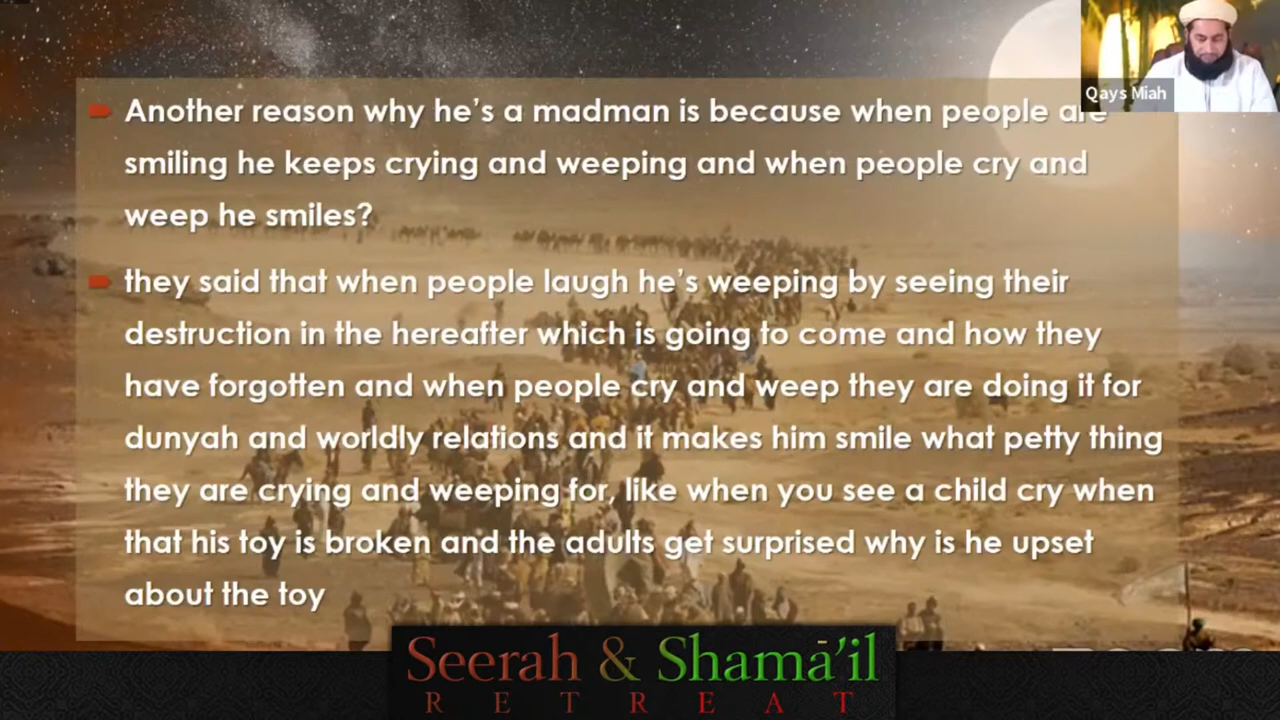 Another reason why he's a madman is because when people are
smiling he keeps crying and weeping and when people cry and
weep he smiles?
they said that when people laugh he's weeping by seeing their
destruction in the hereafter which is going to come and how they
have forgotten and when people cry and weep they are doing it for
dunyah and worldly relations and it makes him smile what petty thing
they are crying and weeping for, like when you see a child cry when
that his toy is broken and the adults get surprised why is he upset
about the toy
Qays Miah
Seerah & Shamā'il
RETREAT